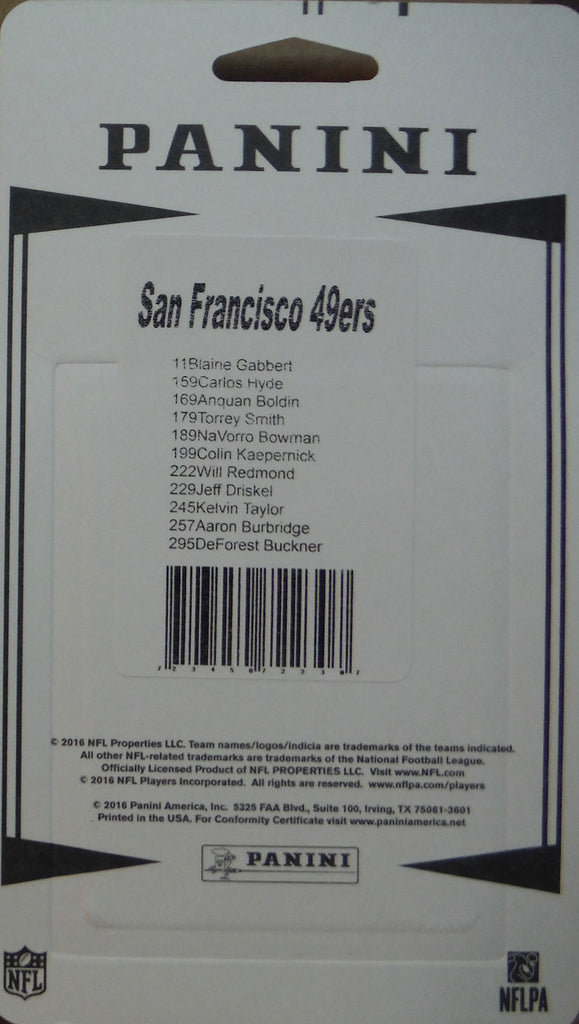 PANINI
San Francisco 49ers
11Blaine Gabbert
159Carlos Hyde
169Anquan Boldin
179Torrey Smith
189NaVorro Bowman
199Colin Kaepernick
222Will Redmond
229Jeff Driskel
245Kelvin Taylor
257Aaron Burbridge
295DeForest Buckner
© 2016 NFL Properties LLC. Team names/logos/indicia are trademarks of the teams indicated.
All other NFL-related trademarks are trademarks of the National Football League.
Officially Licensed Product of NFL PROPERTIES LLC. Visit www.NFL.com
© 2016 NFL Players Incorporated. All rights are reserved. www.nflpa.com/players
© 2016 Panini America, Inc. 5325 FAA Blvd., Suite 100, Irving, TX 75061-3601
Printed in the USA. For Conformity Certificate visit www.paniniamerica.net
PANINI
NFL
NFLPA